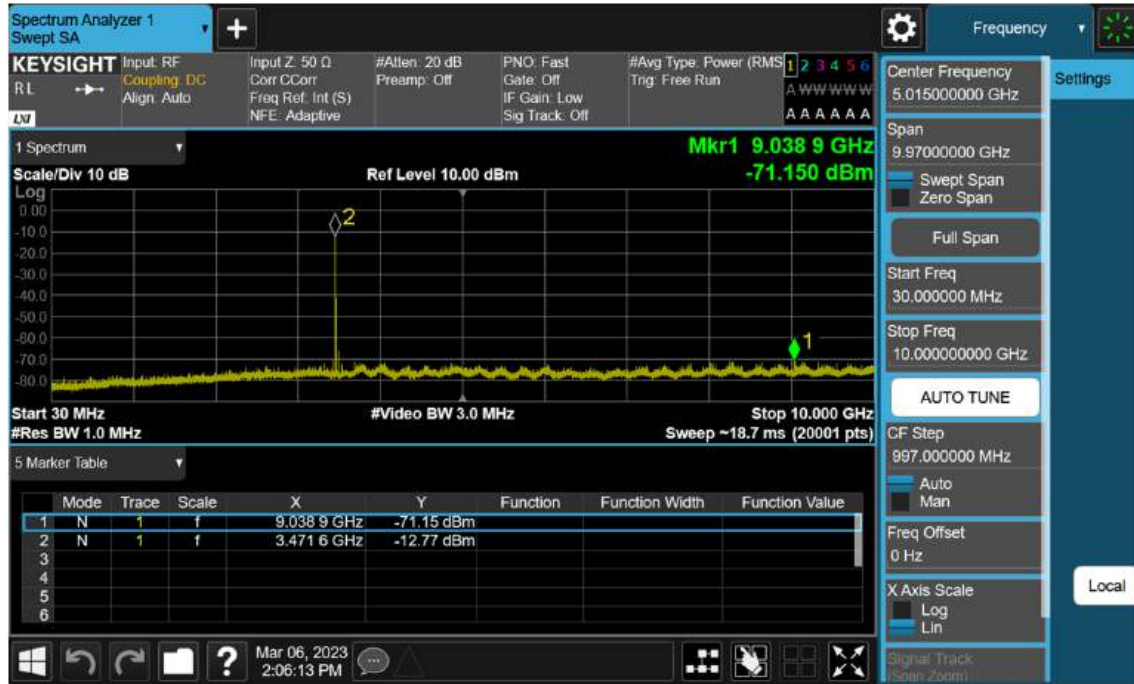 Spectrum Analyzer 1
Swept SA
Frequency
KEYSIGHT
RL
LXI
Input: RF
Coupling: DC
Align: Auto
Input Z: 50 Ω
Corr CCorr
Freq Ref: Int (S)
NFE: Adaptive
#Atten: 20 dB
Preamp: Off
PNO: Fast
Gate: Off
IF Gain: Low
Sig Track: Off
#Avg Type: Power (RMS
Trig: Free Run
1 2 3 4 5 6
A W W W W W
A A A A A A
1 Spectrum
Scale/Div 10 dB
Ref Level 10.00 dBm
Mkr1 9.038 9 GHz
-71.150 dBm
Log
0.00
-10.0
-20.0
-30.0
-40.0
-50.0
-60.0
-70.0
-80.0
2
1
Start 30 MHz
#Video BW 3.0 MHz
Stop 10.000 GHz
#Res BW 1.0 MHz
Sweep ~18.7 ms (20001 pts)
5 Marker Table
Mode Trace Scale X Y Function Function Width Function Value
1 N 1 f 9.038 9 GHz -71.15 dBm
2 N 1 f 3.471 6 GHz -12.77 dBm
3
4
5
6
?
Mar 06, 2023
2:06:13 PM
Center Frequency
5.015000000 GHz
Span
9.97000000 GHz
Swept Span
Zero Span
Full Span
Start Freq
30.000000 MHz
Stop Freq
10.000000000 GHz
AUTO TUNE
CF Step
997.000000 MHz
Auto
Man
Freq Offset
0 Hz
X Axis Scale
Log
Lin
Signal Track
(Span Zoom)
Settings
Local